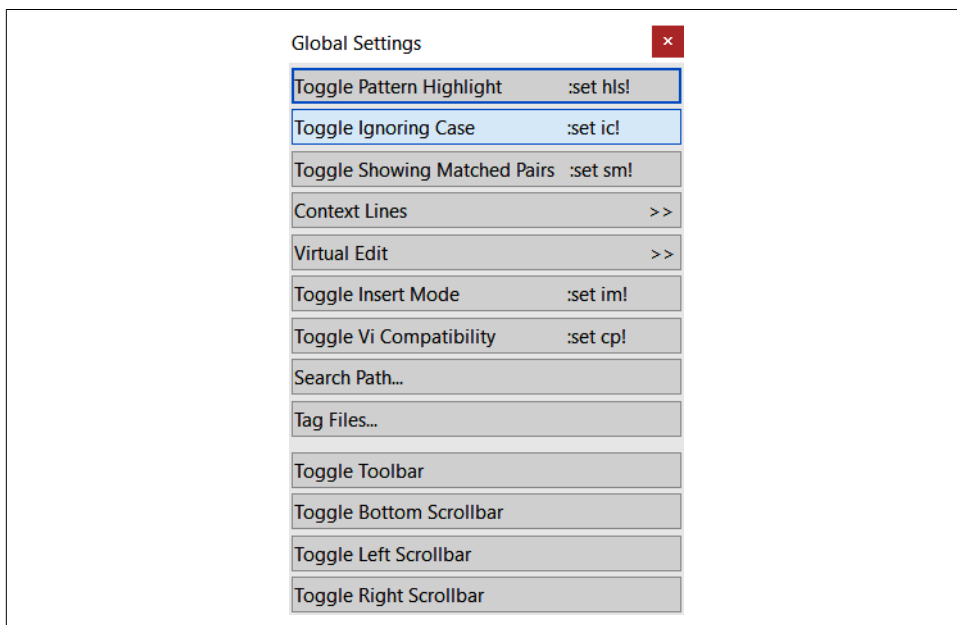 Global Settings ×
Toggle Pattern Highlight :set hls!
Toggle Ignoring Case :set ic!
Toggle Showing Matched Pairs :set sm!
Context Lines >>
Virtual Edit >>
Toggle Insert Mode :set im!
Toggle Vi Compatibility :set cp!
Search Path...
Tag Files...
Toggle Toolbar
Toggle Bottom Scrollbar
Toggle Left Scrollbar
Toggle Right Scrollbar